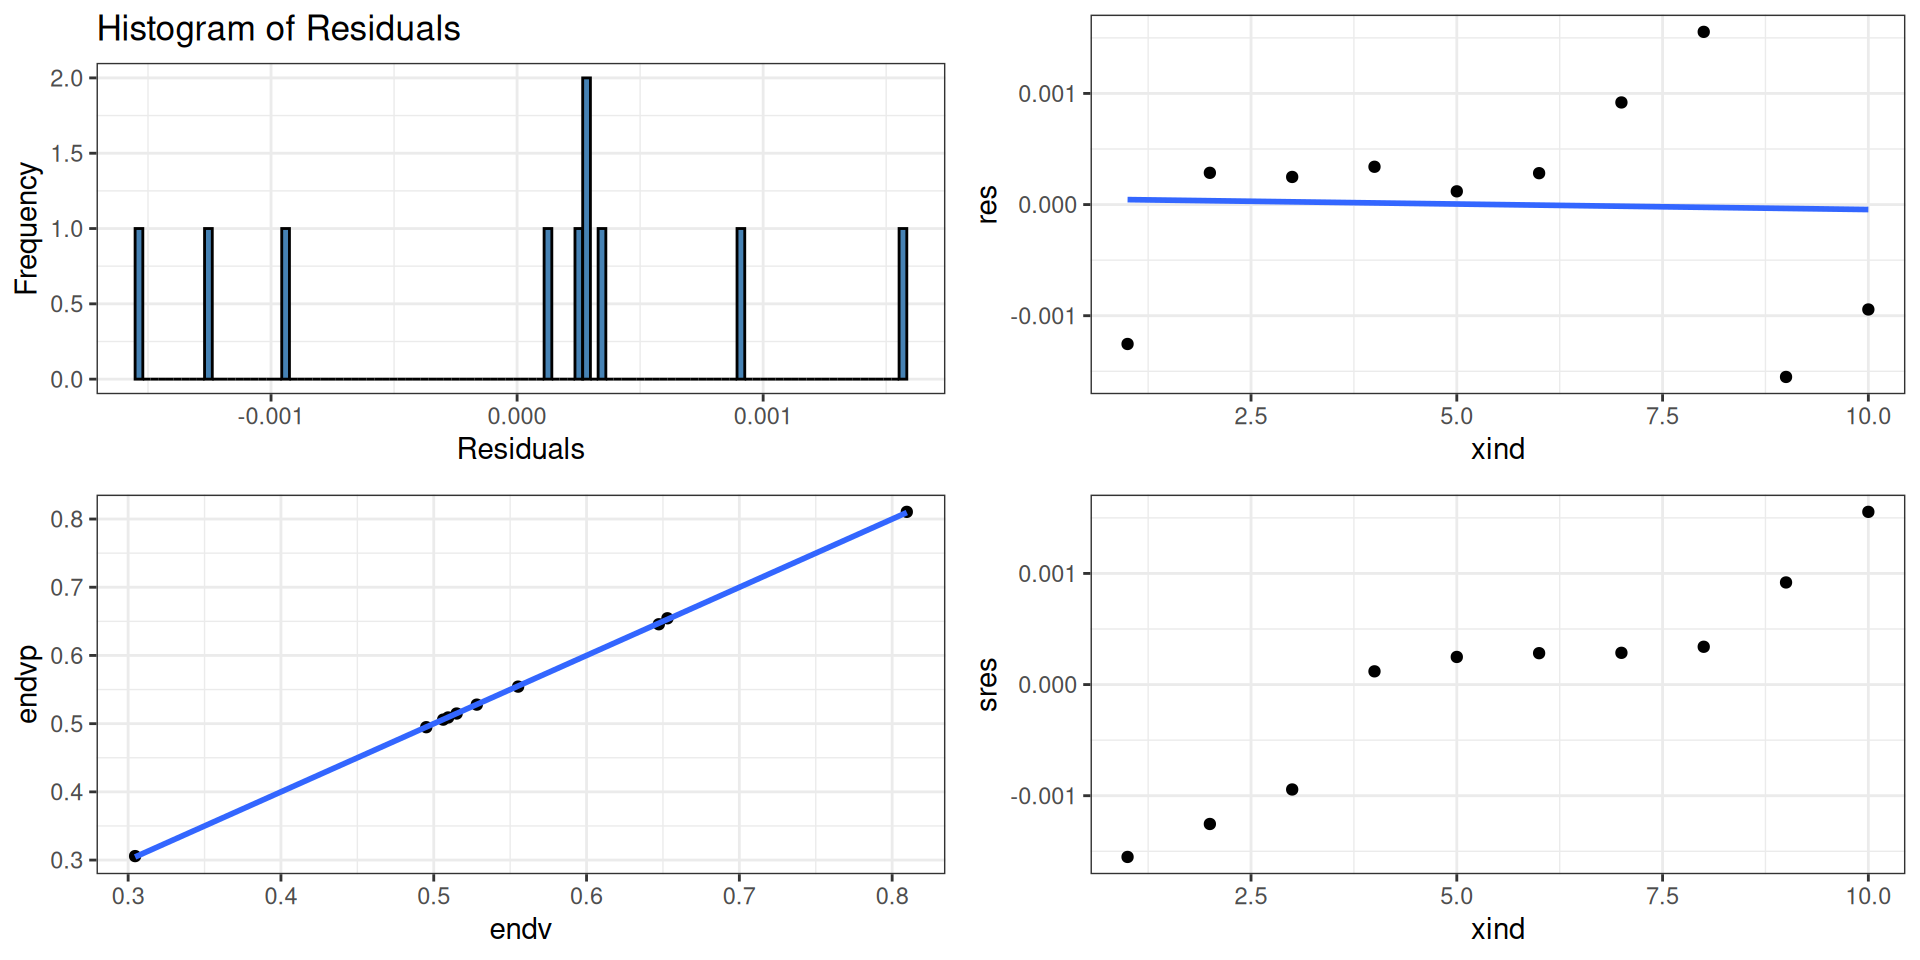 Histogram of Residuals
2.0
1.5
1.0
0.5
0.0
Frequency
-0.001 0.000 0.001
Residuals
0.001
0.000
-0.001
res
2.5 5.0 7.5 10.0
xind
0.8
0.7
0.6
0.5
0.4
0.3
endvp
0.3 0.4 0.5 0.6 0.7 0.8
endv
0.001
0.000
-0.001
sres
2.5 5.0 7.5 10.0
xind